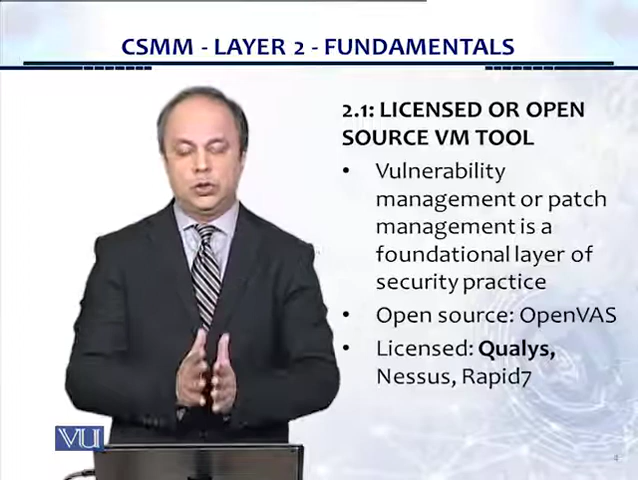 CSMM - LAYER 2 - FUNDAMENTALS
2.1: LICENSED OR OPEN
SOURCE VM TOOL
• Vulnerability
management or patch
management is a
foundational layer of
security practice
• Open source: OpenVAS
• Licensed: Qualys,
Nessus, Rapid7
VU
4